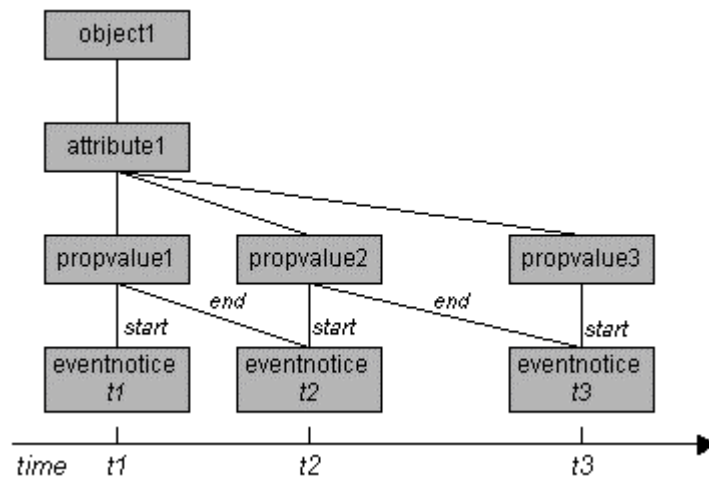 object1
attribute1
propvalue1
propvalue2
propvalue3
end
end
start
start
start
eventnotice
t1
eventnotice
t2
eventnotice
t3
time
t1
t2
t3